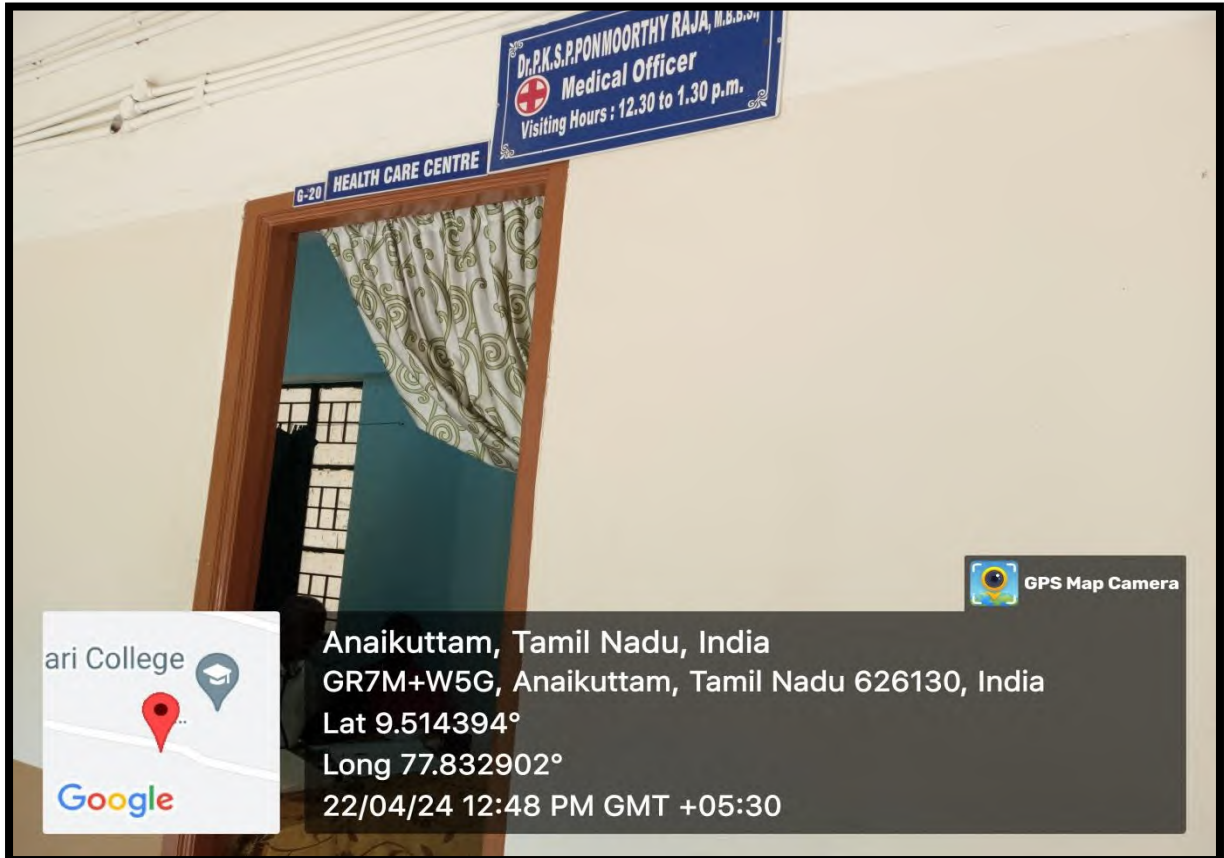 Dr.P.K.S.P.PONMOORTHY RAJA, M.B.B.S.,
Medical Officer
Visiting Hours : 12.30 to 1.30 p.m.
G-20
HEALTH CARE CENTRE
GPS Map Camera
ari College
Google
Anaikuttam, Tamil Nadu, India
GR7M+W5G, Anaikuttam, Tamil Nadu 626130, India
Lat 9.514394°
Long 77.832902°
22/04/24 12:48 PM GMT +05:30